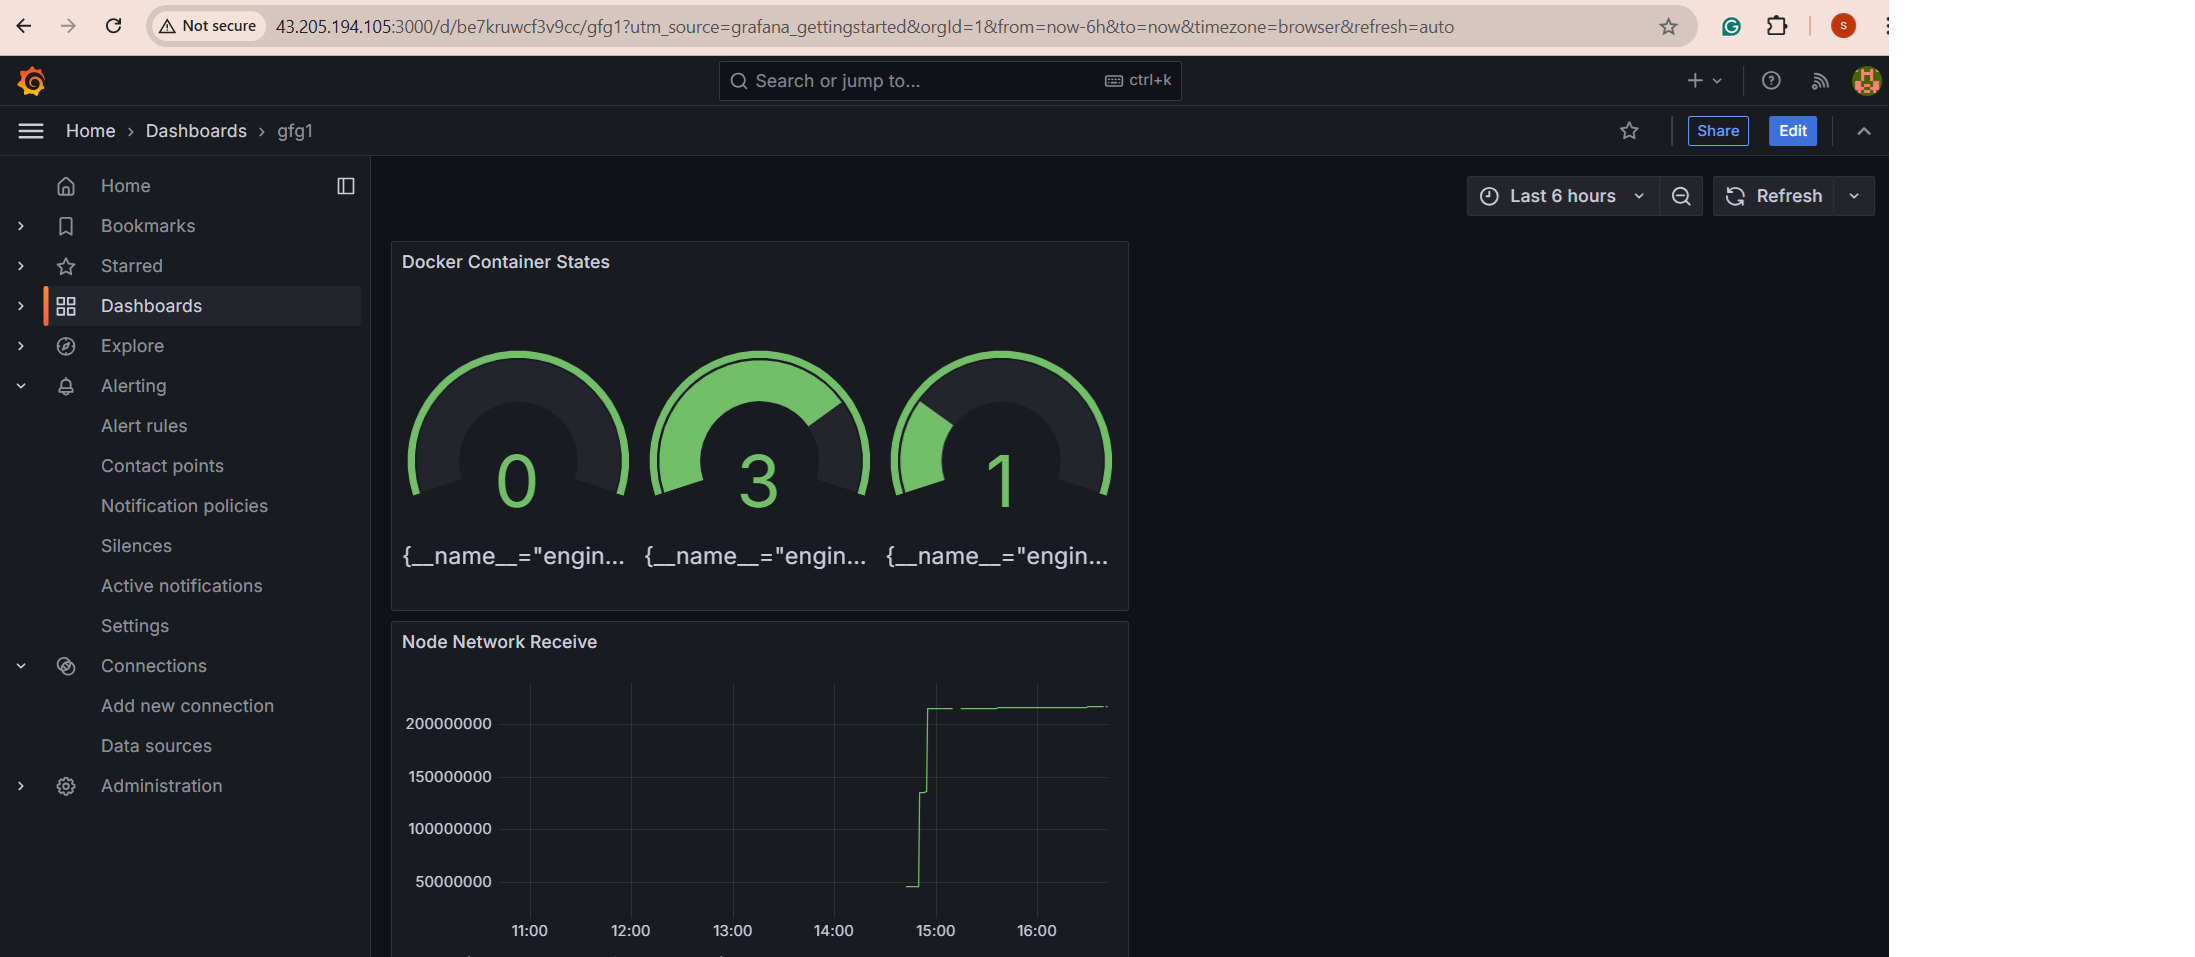 Not secure 43.205.194.105:3000/d/be7kruwcf3v9cc/gfg1?utm_source=grafana_gettingstarted&orgId=1&from=now-6h&to=now&timezone=browser&refresh=auto S
Search or jump to... ctrl+k
Home › Dashboards › gfg1 Share Edit
Home
Bookmarks
Starred
Dashboards
Explore
Alerting
Alert rules
Contact points
Notification policies
Silences
Active notifications
Settings
Connections
Add new connection
Data sources
Administration
Last 6 hours Refresh
Docker Container States
0 3 1
{__name__="engin... {__name__="engin... {__name__="engin...
Node Network Receive
200000000
150000000
100000000
50000000
11:00 12:00 13:00 14:00 15:00 16:00